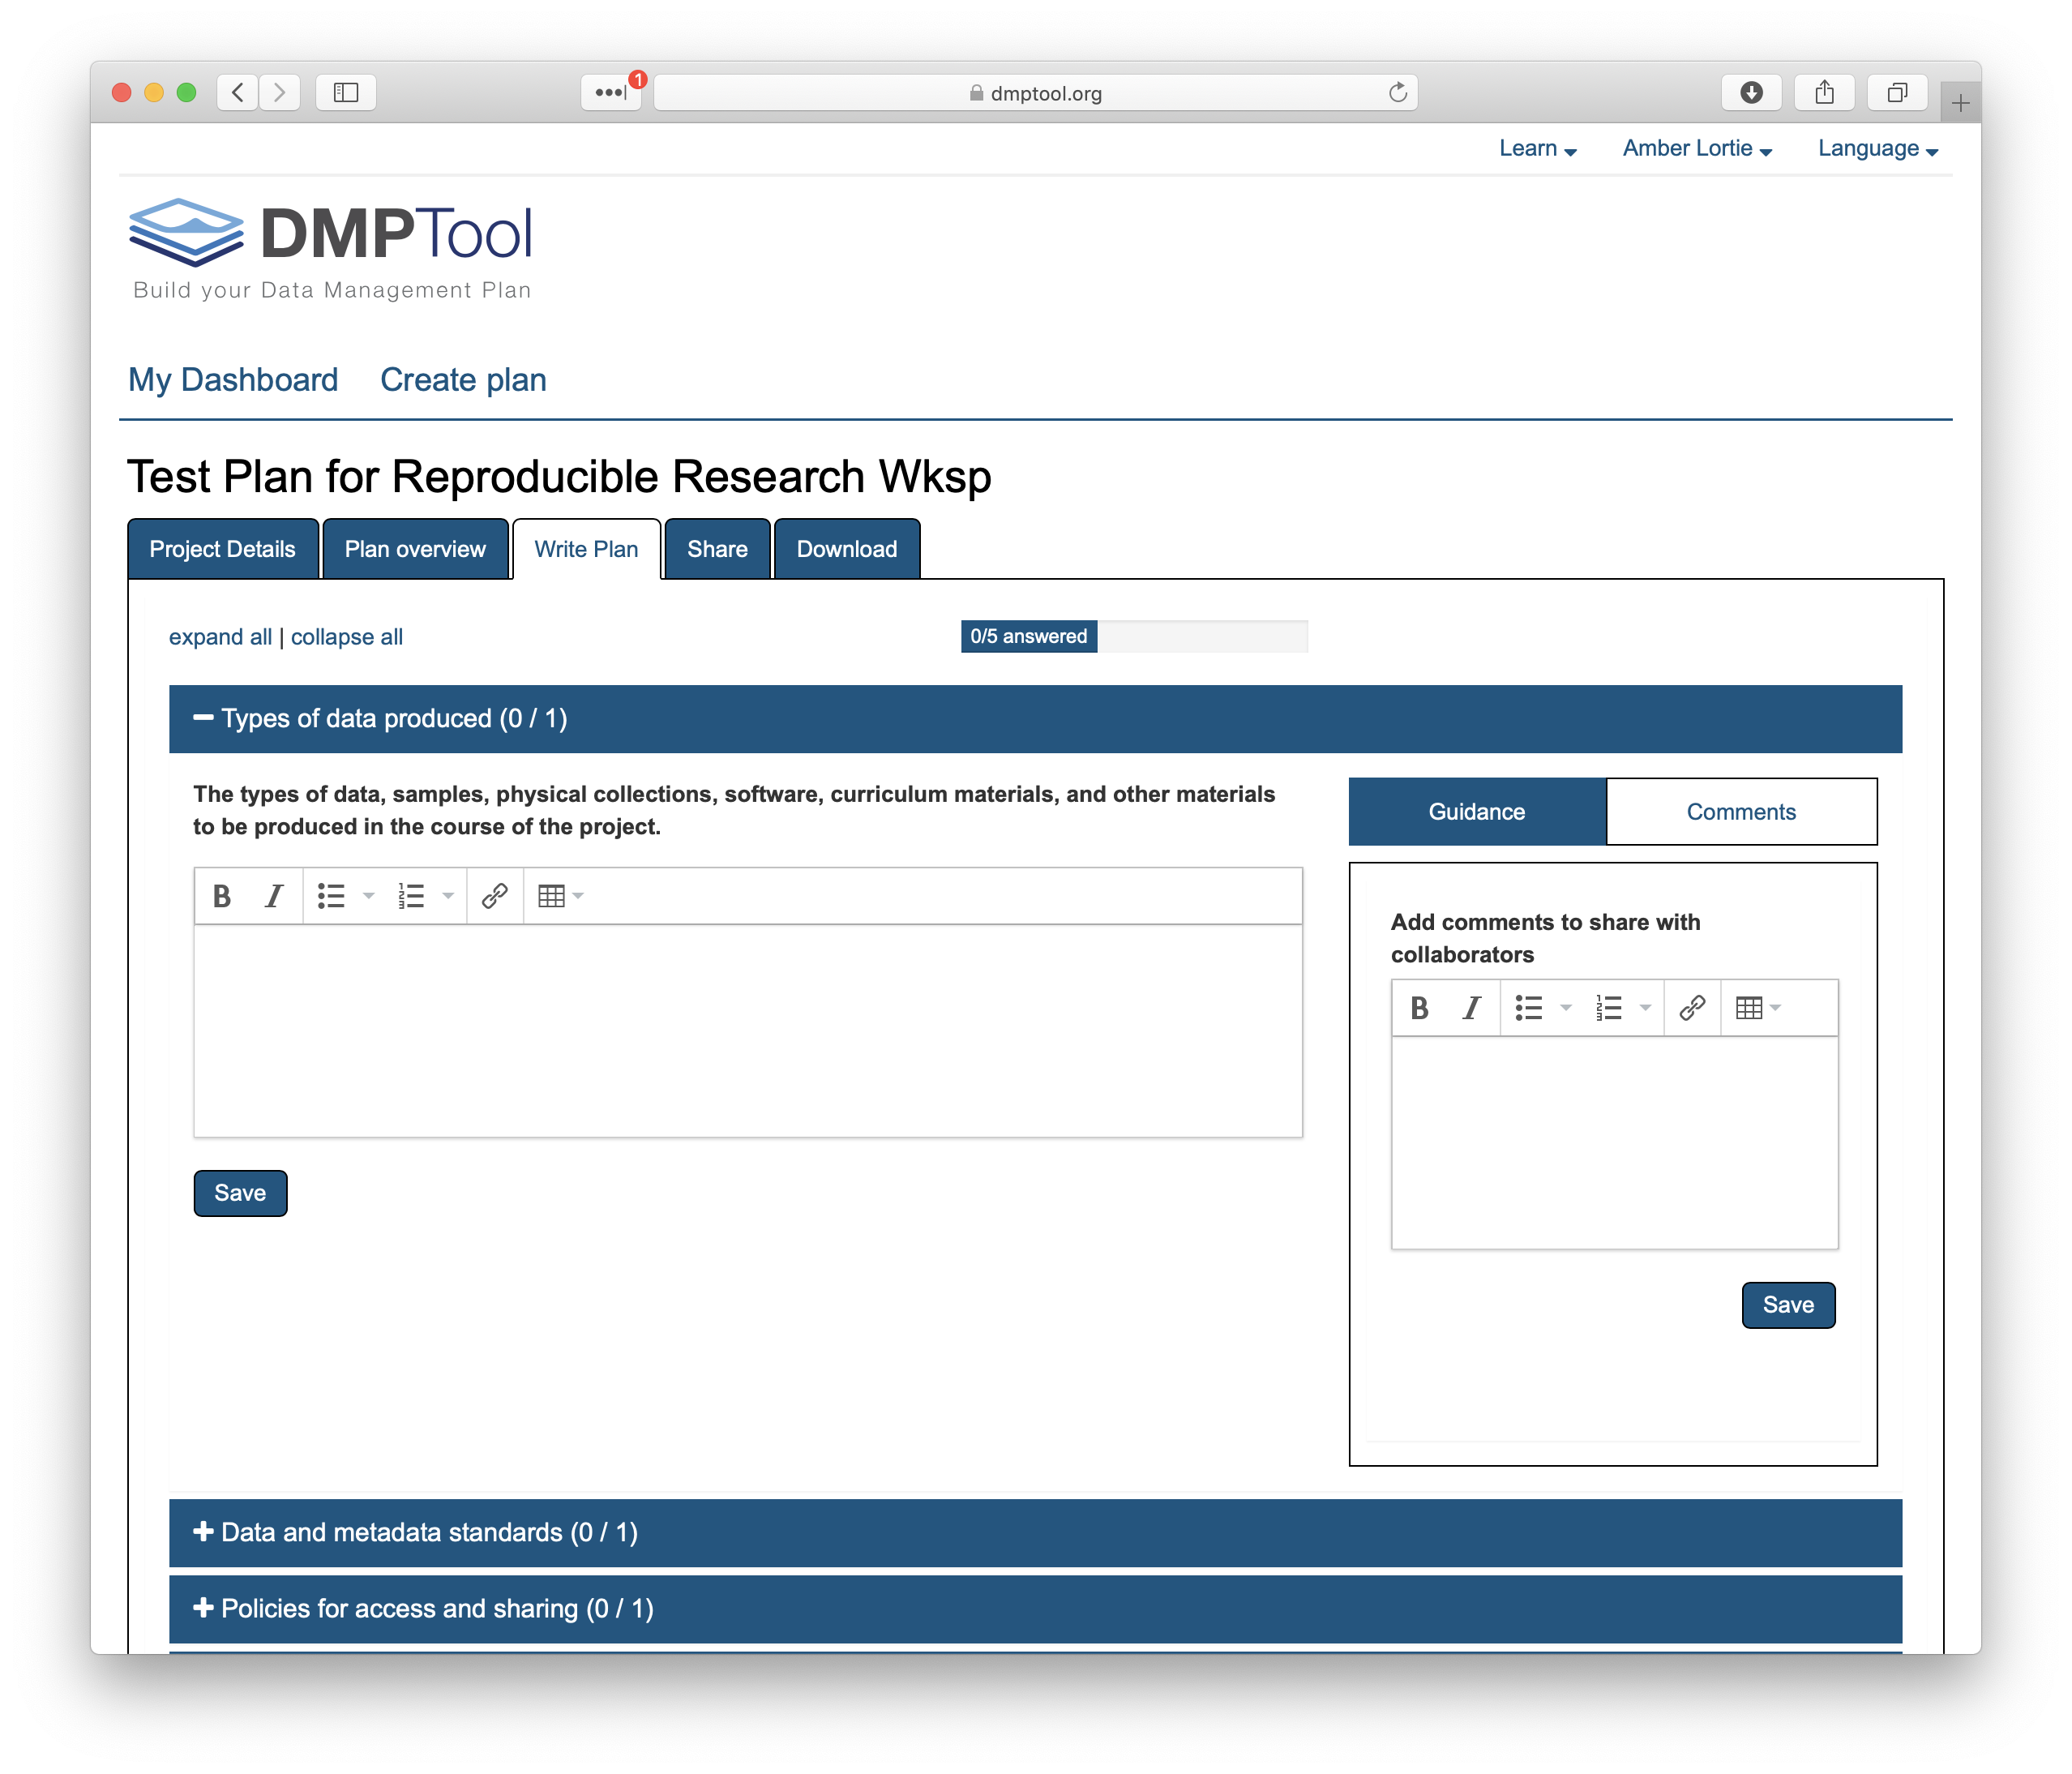 1
dmptool.org
Learn
Amber Lortie
Language
DMPTool
Build your Data Management Plan
My Dashboard
Create plan
Test Plan for Reproducible Research Wksp
Project Details
Plan overview
Write Plan
Share
Download
expand all | collapse all
0/5 answered
Types of data produced (0 / 1)
The types of data, samples, physical collections, software, curriculum materials, and other materials
to be produced in the course of the project.
B I
Save
Guidance
Comments
Add comments to share with
collaborators
B I
Save
Data and metadata standards (0 / 1)
Policies for access and sharing (0 / 1)